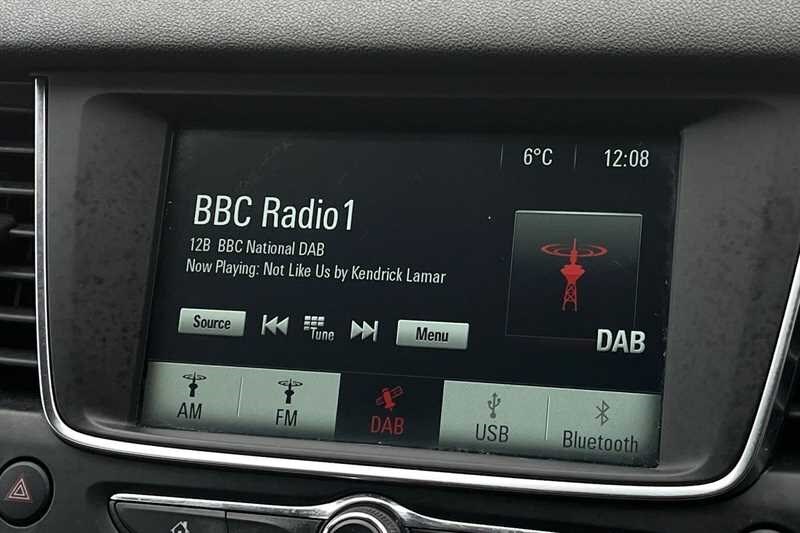 6°C 12:08
BBC Radio1
12B BBC National DAB
Now Playing: Not Like Us by Kendrick Lamar
DAB
Source Tune Menu
AM FM DAB USB Bluetooth